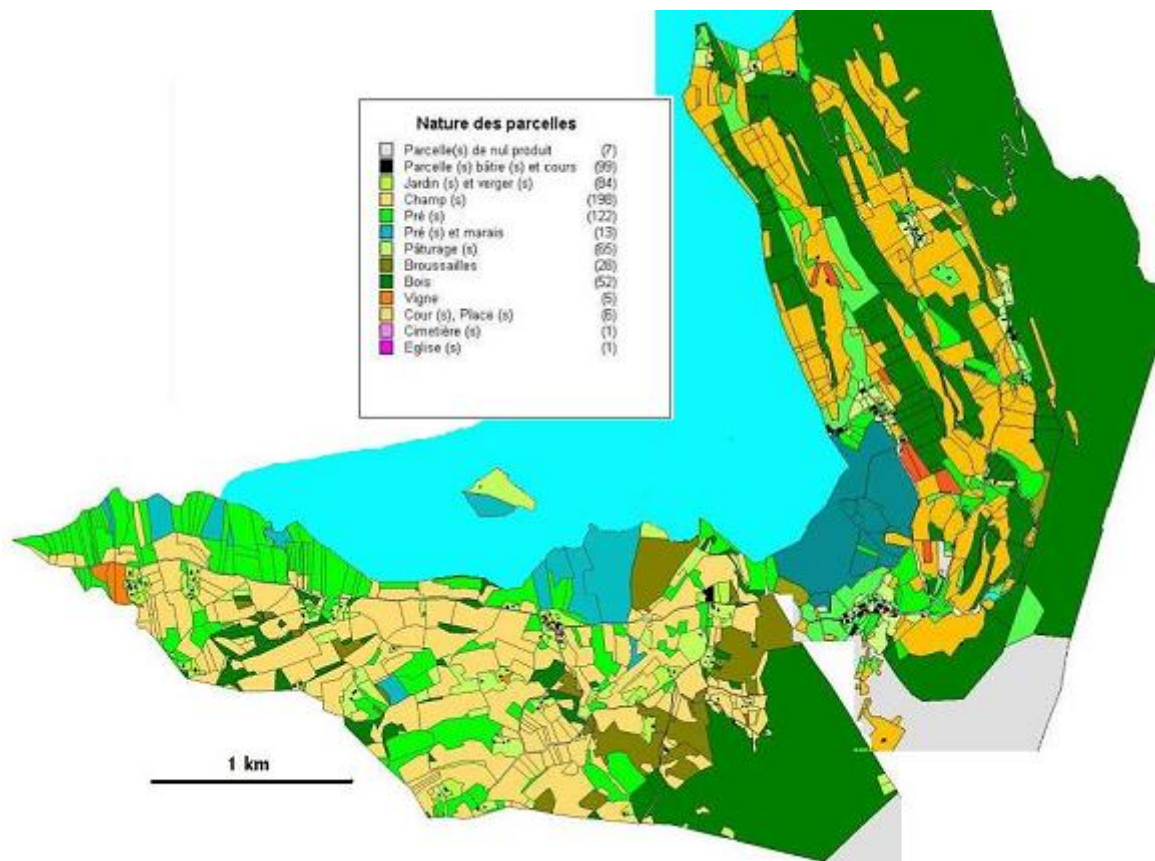 Nature des parcelles
Parcelle(s) de nul produit (7)
Parcelle (s) bâtie (s) et cours (99)
Jardin (s) et verger (s) (84)
Champ (s) (198)
Pré (s) (122)
Pré (s) et marais (13)
Pâturage (s) (65)
Broussailles (28)
Bois (52)
Vigne (5)
Cour (s), Place (s) (6)
Cimetière (s) (1)
Eglise (s) (1)
1 km